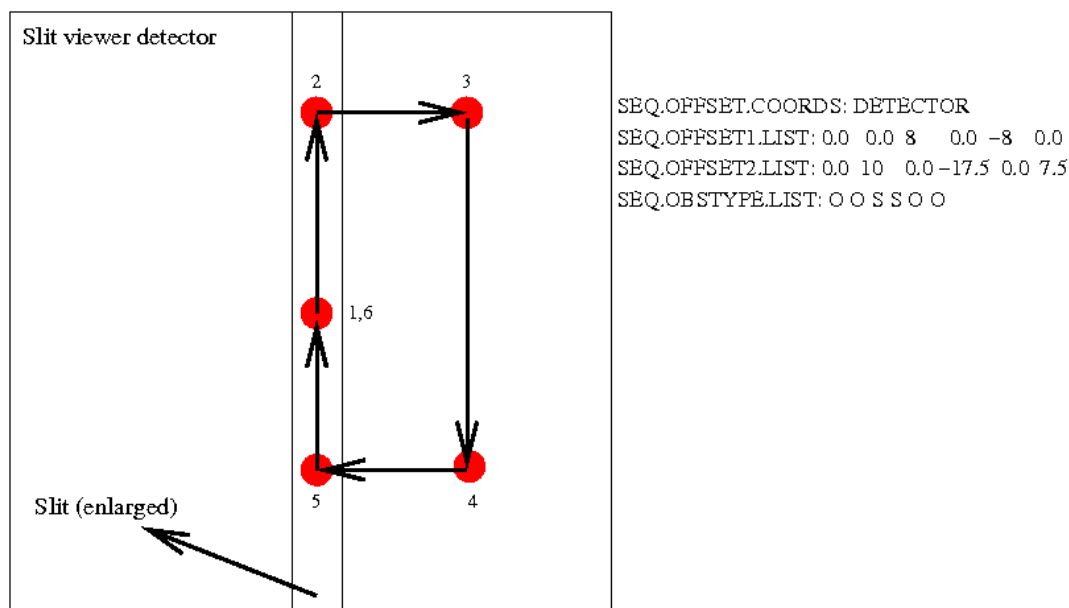 Slit viewer detector
2
3
SEQ.OFFSET.COORDS: DETECTOR
SEQ.OFFSET1.LIST: 0.0 0.0 8 0.0 −8 0.0
SEQ.OFFSET2.LIST: 0.0 10 0.0 −17.5 0.0 7.5
SEQ.OBSTYPE.LIST: O O S S O O
1,6
5
4
Slit (enlarged)